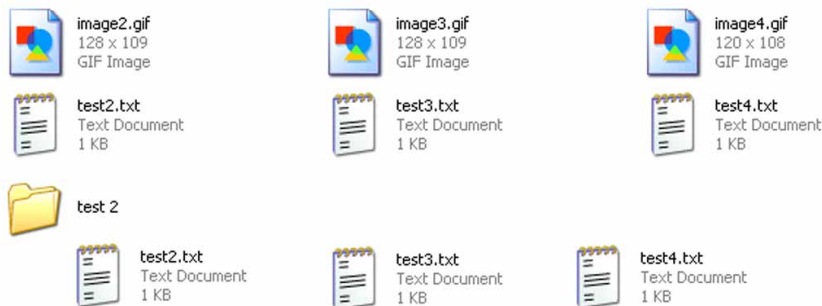 image2.gif
128 x 109
GIF Image
image3.gif
128 x 109
GIF Image
image4.gif
120 x 108
GIF Image
test2.txt
Text Document
1 KB
test3.txt
Text Document
1 KB
test4.txt
Text Document
1 KB
test 2
test2.txt
Text Document
1 KB
test3.txt
Text Document
1 KB
test4.txt
Text Document
1 KB